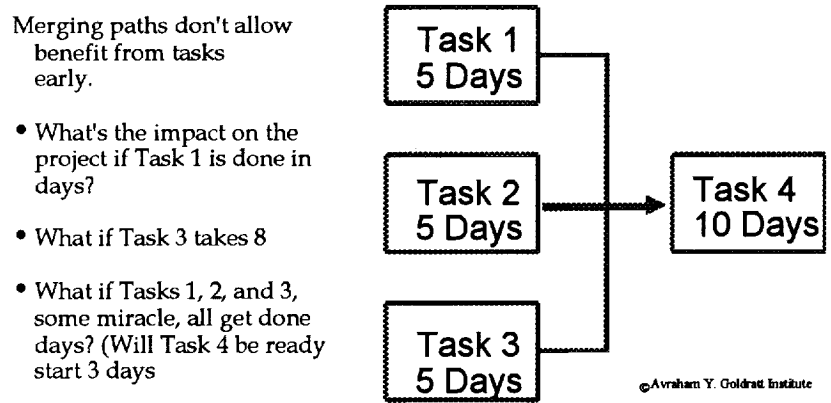 Merging paths don't allow
benefit from tasks
early.
• What's the impact on the
project if Task 1 is done in
days?
• What if Task 3 takes 8
• What if Tasks 1, 2, and 3,
some miracle, all get done
days? (Will Task 4 be ready
start 3 days
Task 1
5 Days
Task 2
5 Days
Task 3
5 Days
Task 4
10 Days
©Avraham Y. Goldratt Institute